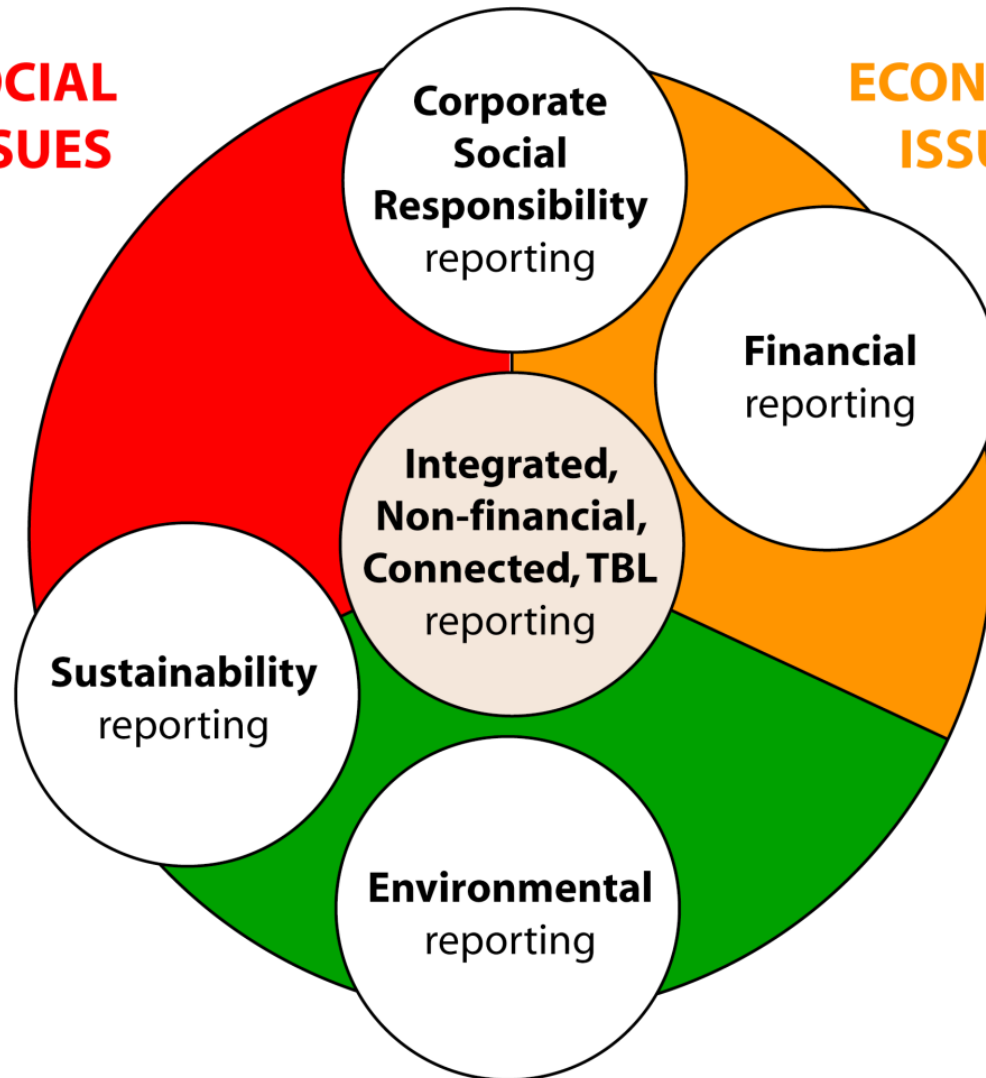 OCIAL
SUES
ECON
ISSU
Corporate
Social
Responsibility
reporting
Financial
reporting
Integrated,
Non-financial,
Connected, TBL
reporting
Sustainability
reporting
Environmental
reporting